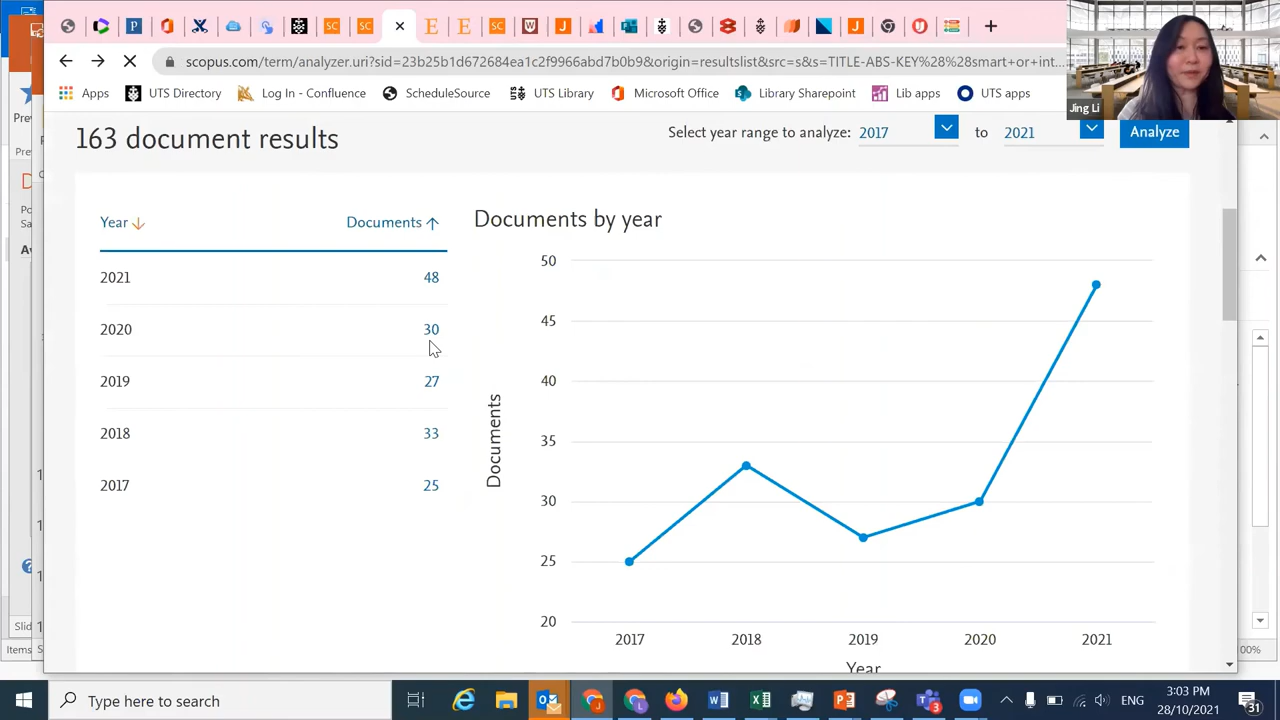 scopus.com/term/analyzer.uri
origin=resultslist&src=s&s=TITLE-ABS-KEY%28%28smart+or+int...
Apps
UTS Directory
Log In - Confluence
ScheduleSource
UTS Library
Microsoft Office
Library Sharepoint
Lib apps
UTS apps
Jing Li
163 document results
Select year range to analyze: 2017 to 2021 Analyze
Year Documents
2021 48
2020 30
2019 27
2018 33
2017 25
Documents by year
50
45
40
35
30
25
20
Documents
2017 2018 2019 2020 2021
Year
Slid
Items
00%
Type here to search
ENG
3:03 PM
28/10/2021
31